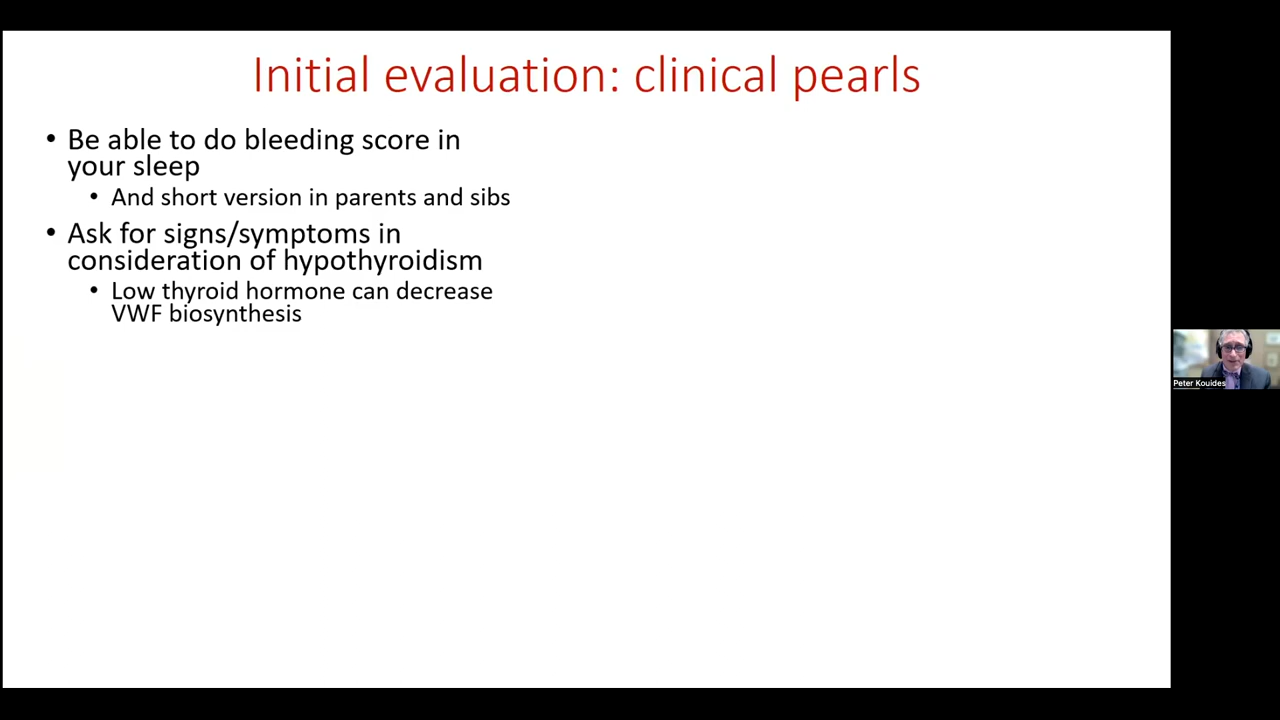 Initial evaluation: clinical pearls
• Be able to do bleeding score in
your sleep
• And short version in parents and sibs
• Ask for signs/symptoms in
consideration of hypothyroidism
• Low thyroid hormone can decrease
VWF biosynthesis
Peter Kouides